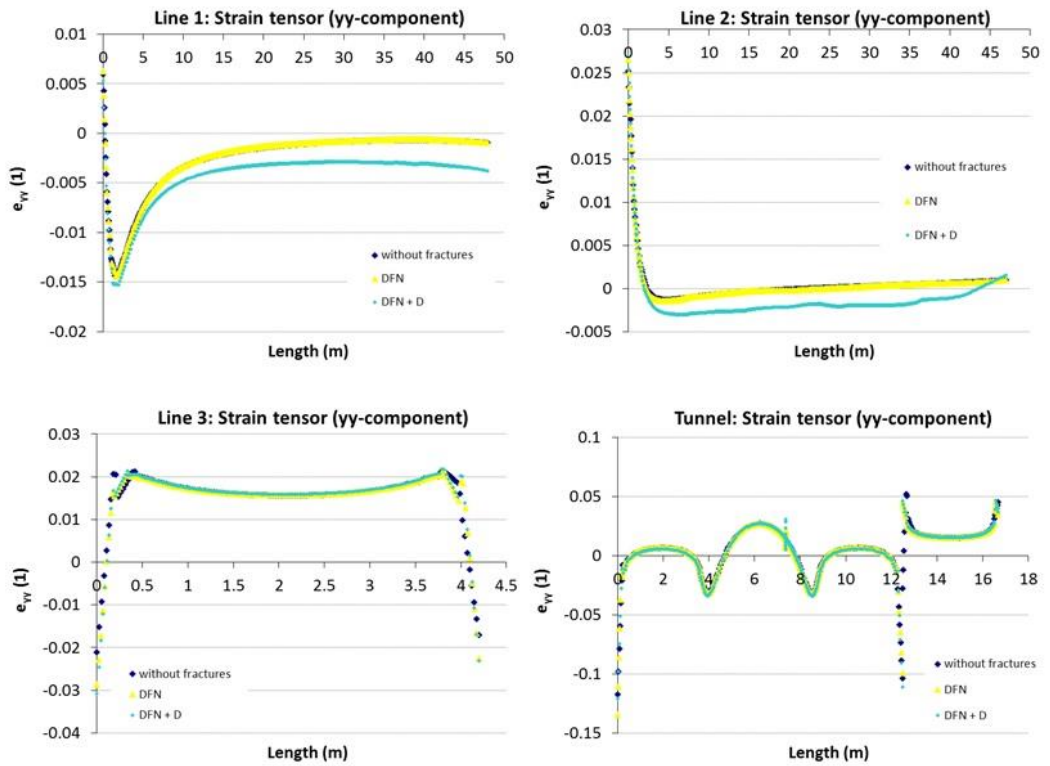 Line 1: Strain tensor (yy-component)
0.01
0.005
0
-0.005
-0.01
-0.015
-0.02
0 5 10 15 20 25 30 35 40 45 50
eyy (1)
without fractures
DFN
DFN + D
Length (m)
Line 2: Strain tensor (yy-component)
0.03
0.025
0.02
0.015
0.01
0.005
0
-0.005
0 5 10 15 20 25 30 35 40 45 50
eyy (1)
without fractures
DFN
DFN + D
Length (m)
Line 3: Strain tensor (yy-component)
0.03
0.02
0.01
0
-0.01
-0.02
-0.03
-0.04
0 0.5 1 1.5 2 2.5 3 3.5 4 4.5
eyy (1)
without fractures
DFN
DFN + D
Length (m)
Tunnel: Strain tensor (yy-component)
0.1
0.05
0
-0.05
-0.1
-0.15
0 2 4 6 8 10 12 14 16 18
eyy (1)
without fractures
DFN
DFN + D
Length (m)